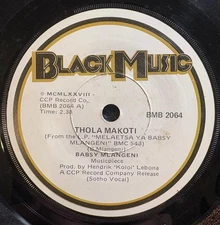 BLACK MUSIC
℗ MCMLXXVIII -
CCP Record Co.
(BMB 2064 A)
Time: 2.38
BMB 2064
THOLA MAKOTI
(From the L.P. "MELAETSA YA BABSY
MLANGENI" BMC 543)
(B.Mlangeni)
BABSY MLANGENI
Musicpiece
Prod. by Hendrik "Koloi" Lebona
A CCP Record Company Release
(Sotho Vocal)